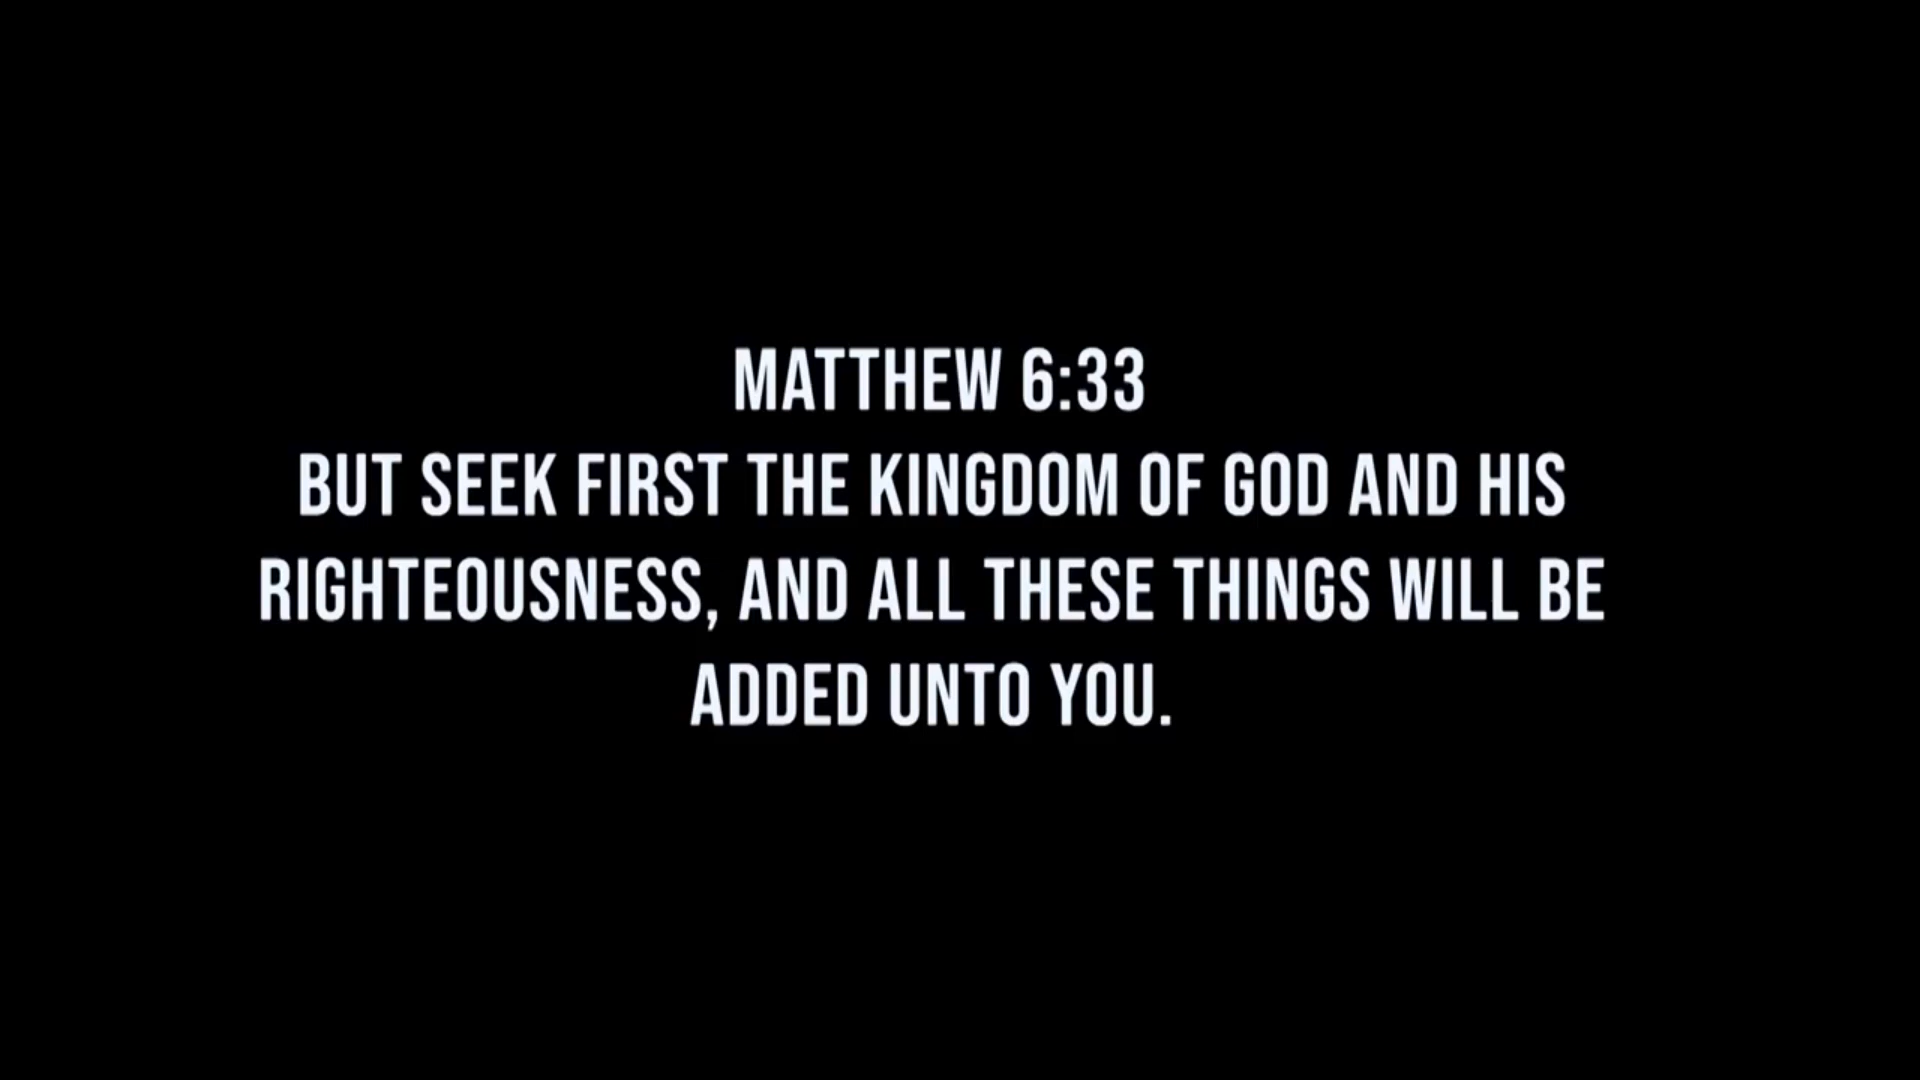 MATTHEW 6:33
BUT SEEK FIRST THE KINGDOM OF GOD AND HIS
RIGHTEOUSNESS, AND ALL THESE THINGS WILL BE
ADDED UNTO YOU.